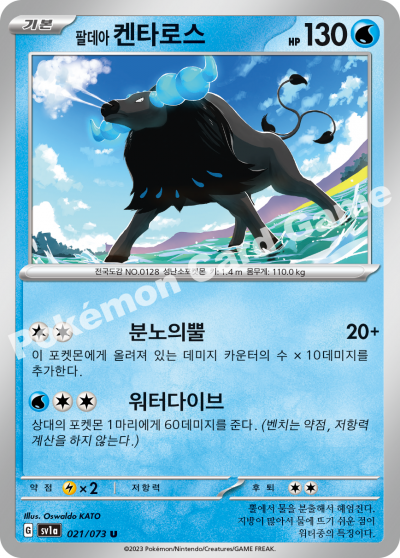 기본
팔데아 켄타로스 HP 130
전국도감 NO.0128 성난소포켓몬 키: 1.4 m 몸무게: 110.0 kg
분노의뿔 20+
이 포켓몬에게 올려져 있는 데미지 카운터의 수 × 10데미지를
추가한다.
워터다이브
상대의 포켓몬 1마리에게 60데미지를 준다. (벤치는 약점, 저항력
계산을 하지 않는다.)
약점 ×2 저항력 후퇴
Illus. Oswaldo KATO
G sv1a 021/073 U
뿔에서 물을 분출해서 헤엄친다.
지방이 많아서 물에 뜨기 쉬운 점이
워터종의 특징이다.
©2023 Pokémon/Nintendo/Creatures/GAME FREAK.
Pokémon Card Game